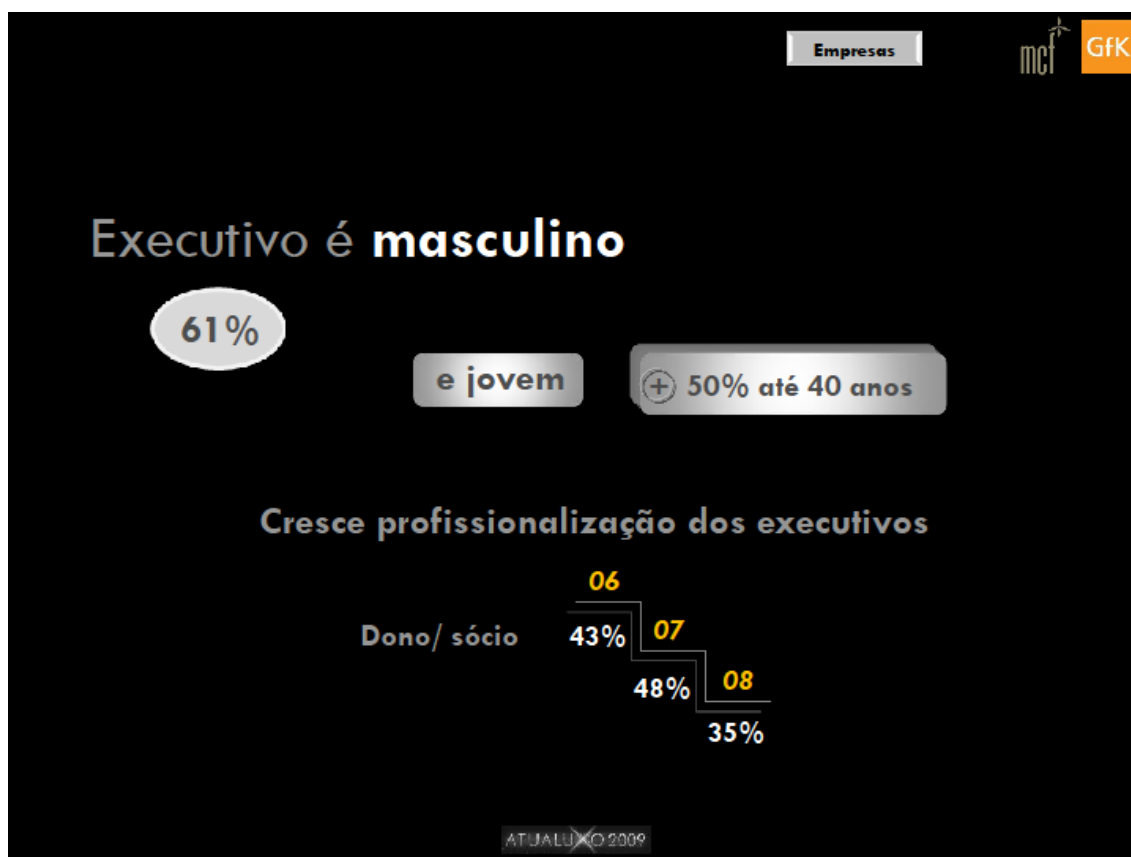 Empresas
mcf
GfK
Executivo é masculino
61%
e jovem
+ 50% até 40 anos
Cresce profissionalização dos executivos
06
Dono/ sócio
43%
07
48%
08
35%
ATUALUXO 2009